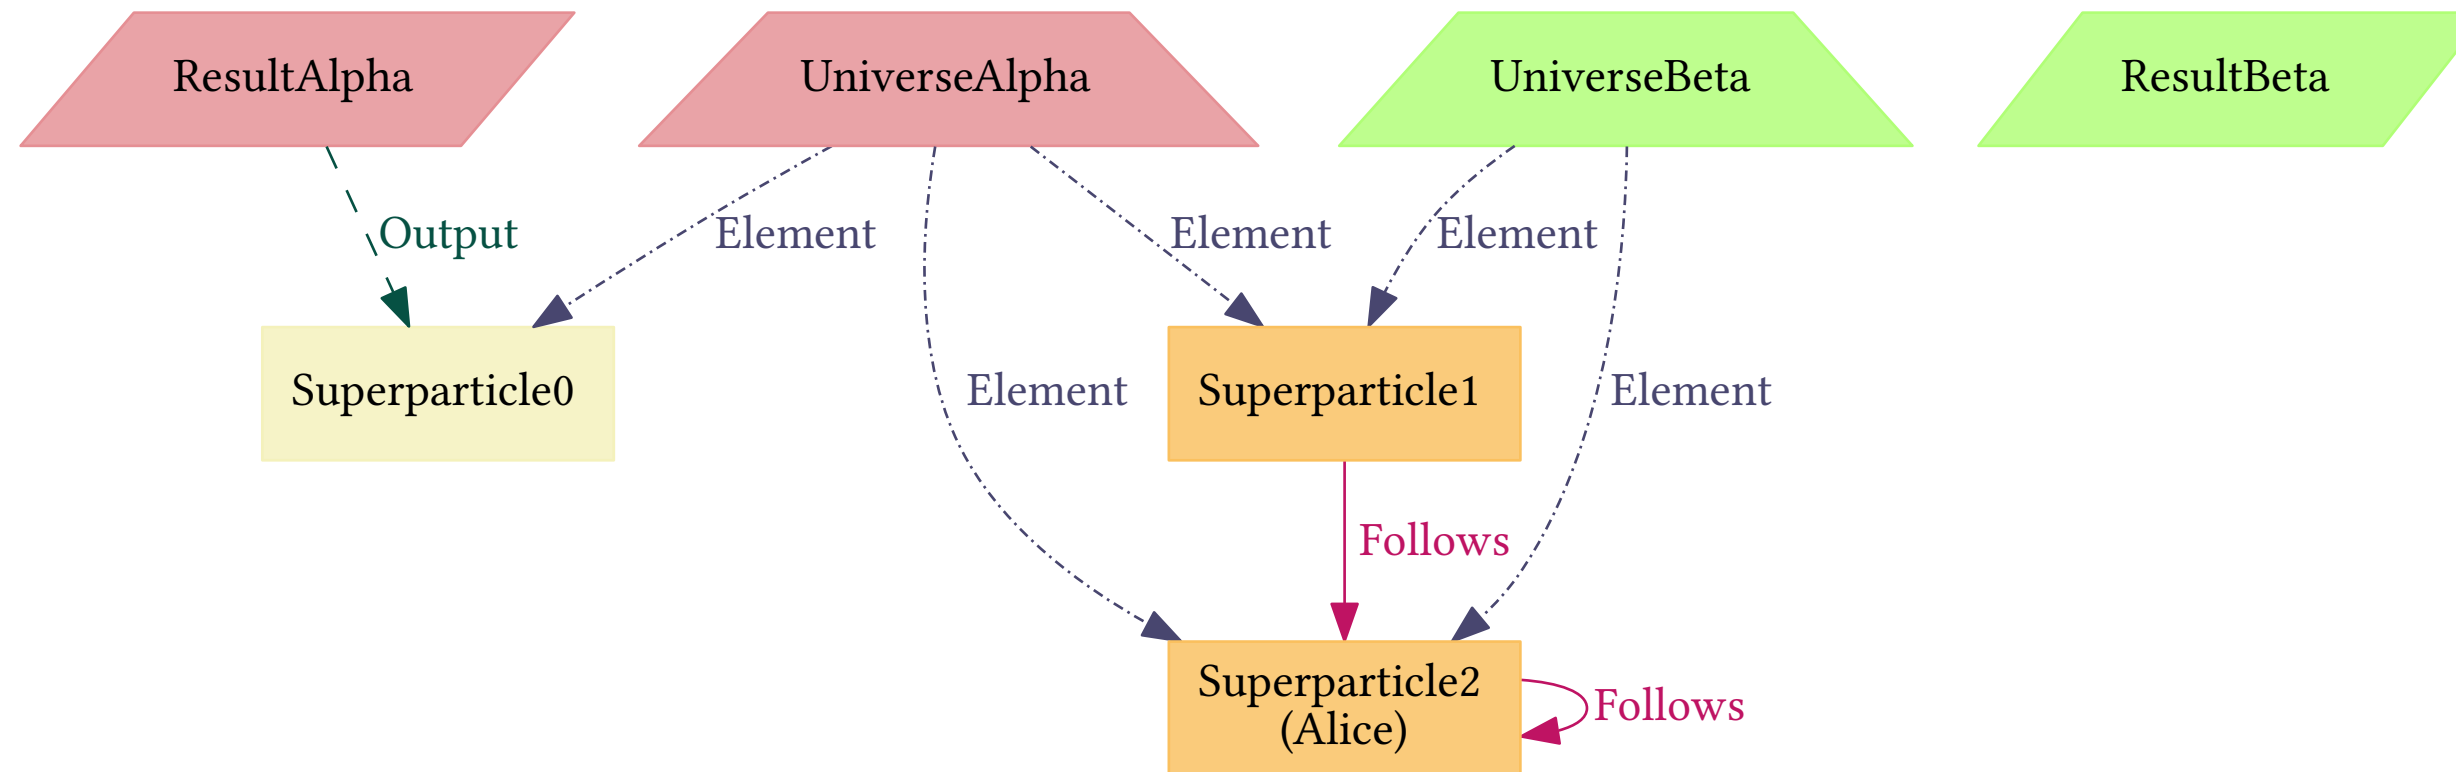 ResultAlpha
UniverseAlpha
UniverseBeta
ResultBeta
Output
Element
Element
Element
Superparticle0
Element
Superparticle1
Element
Follows
Superparticle2
(Alice)
Follows